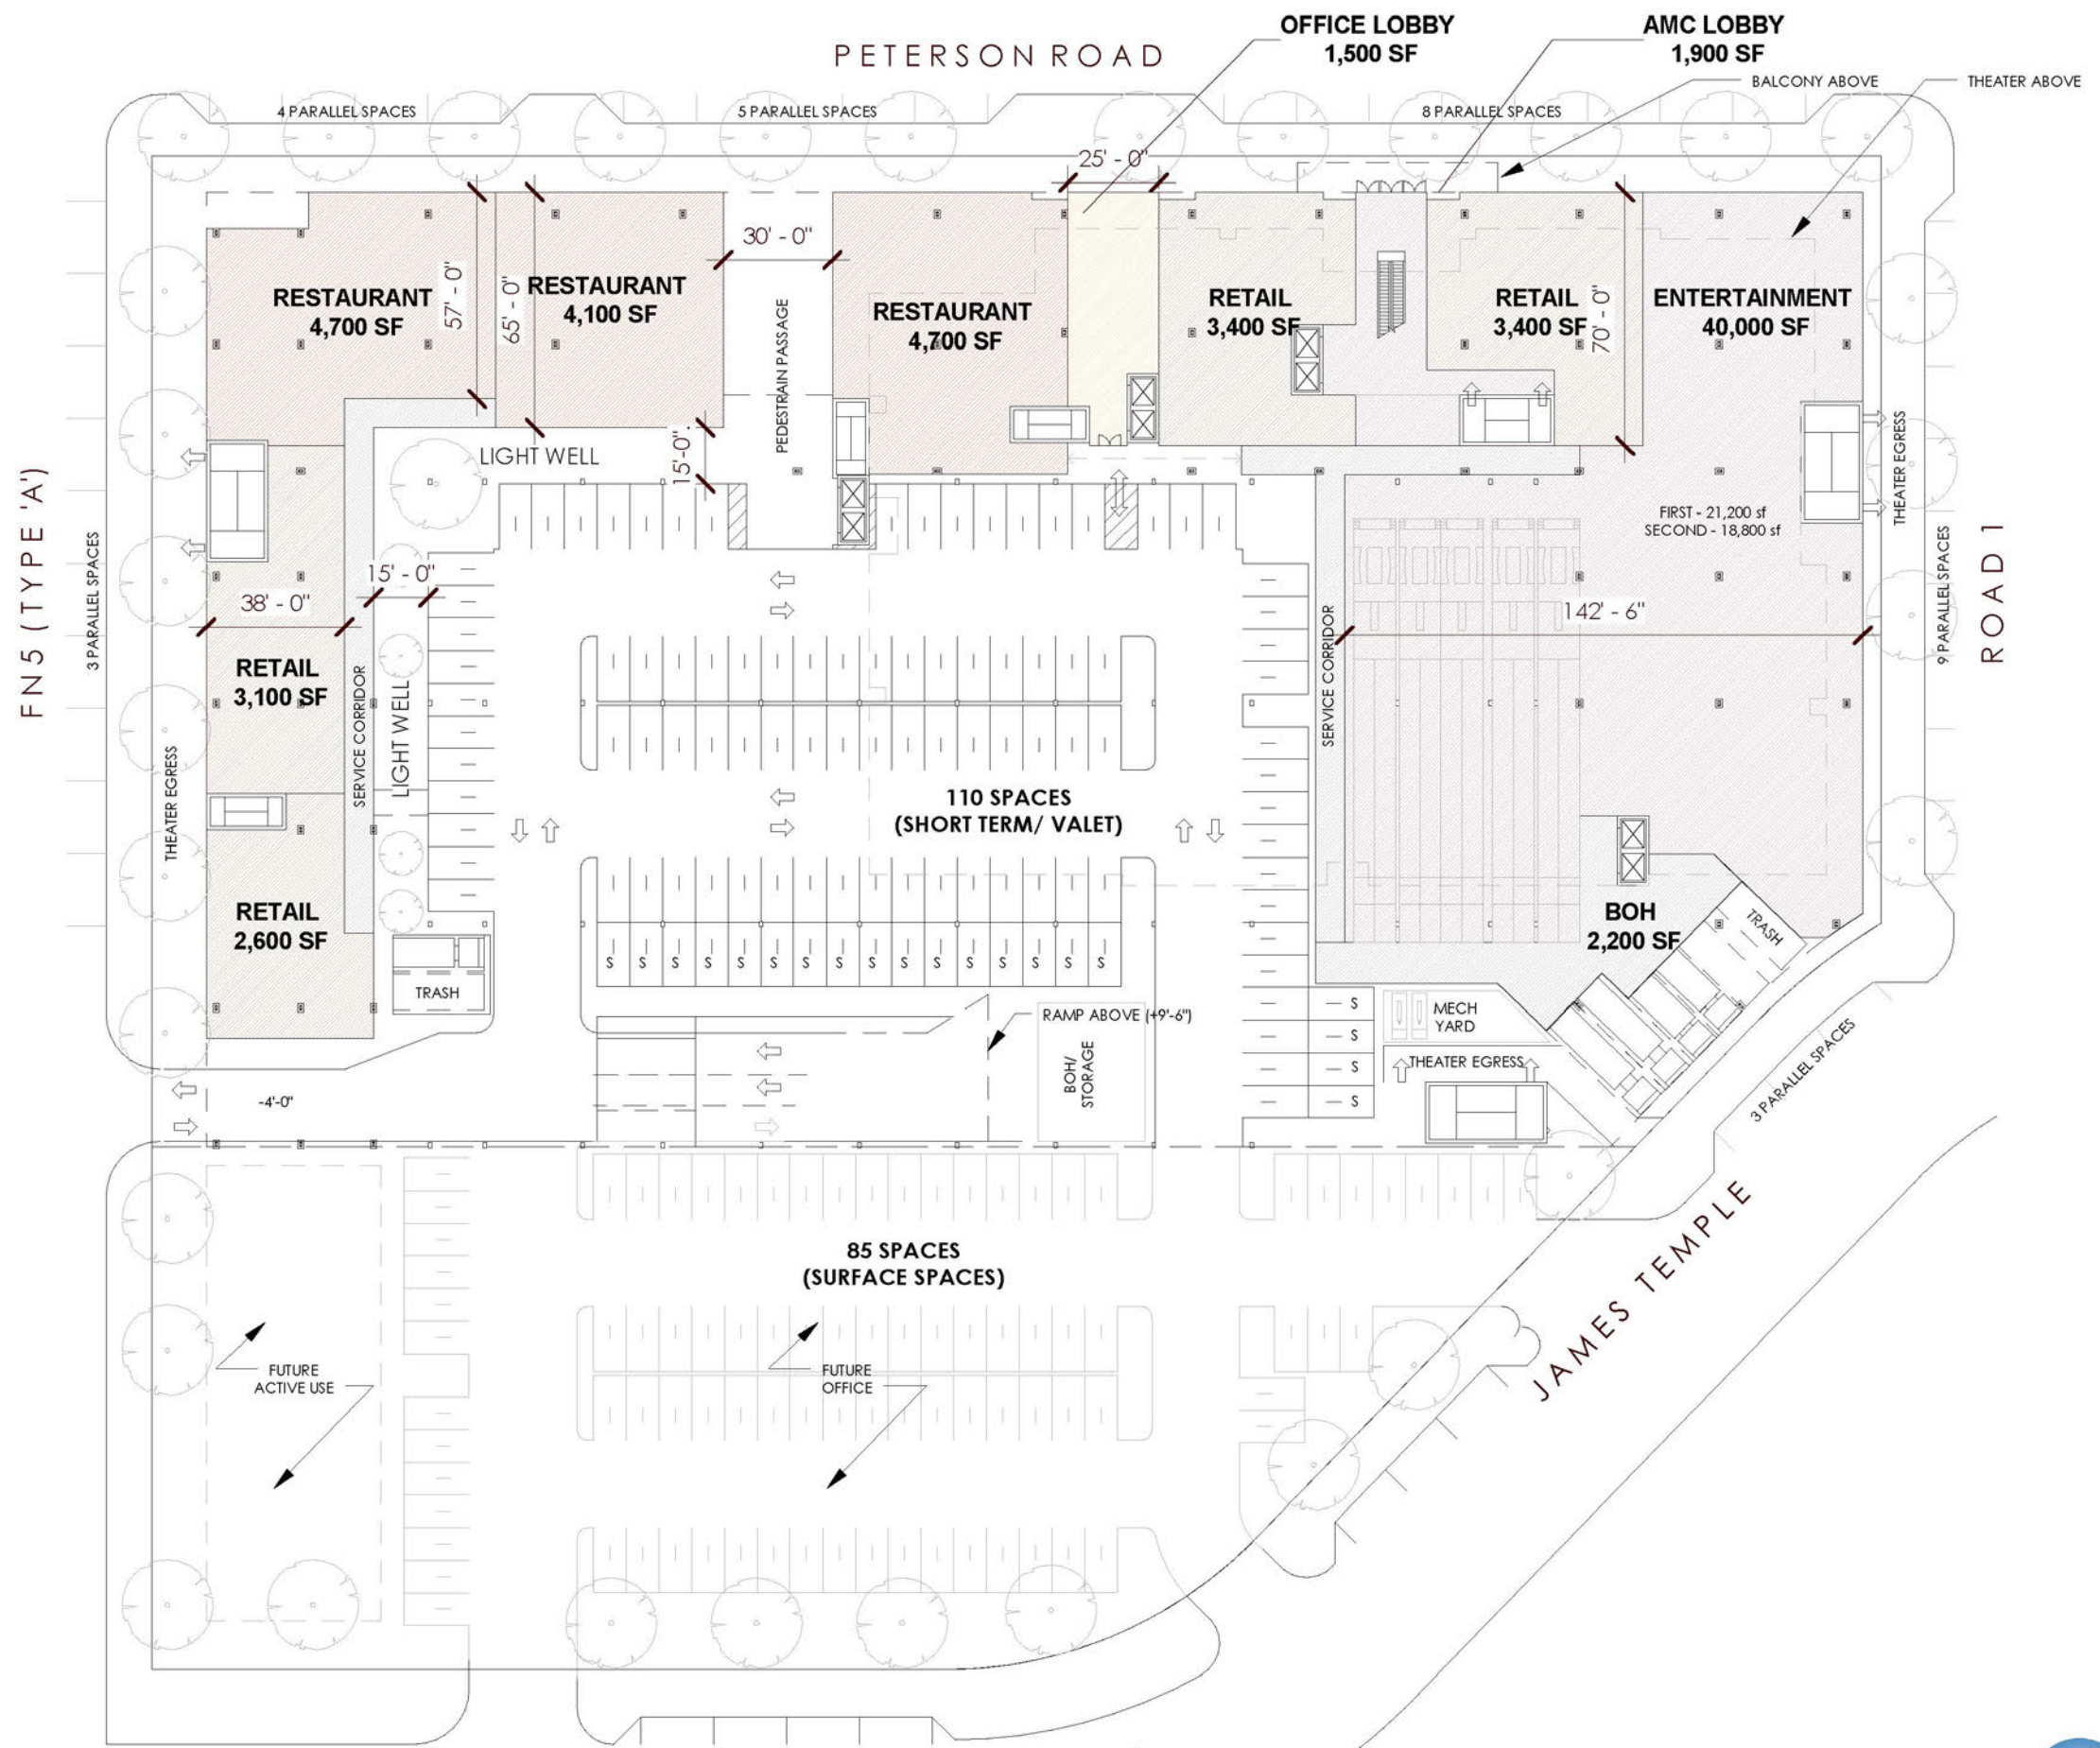 OFFICE LOBBY
1,500 SF
AMC LOBBY
1,900 SF
PETERSON ROAD
BALCONY ABOVE
THEATER ABOVE
4 PARALLEL SPACES
5 PARALLEL SPACES
8 PARALLEL SPACES
25' - 0"
30' - 0"
RESTAURANT
4,700 SF
57' - 0"
65' - 0"
RESTAURANT
4,100 SF
PEDESTRAIN PASSAGE
RESTAURANT
4,700 SF
RETAIL
3,400 SF
RETAIL
3,400 SF
70' - 0"
ENTERTAINMENT
40,000 SF
LIGHT WELL
15'-0"
THEATER EGRESS
FIRST - 21,200 sf
SECOND - 18,800 sf
FN5 (TYPE 'A')
3 PARALLEL SPACES
15' - 0"
38' - 0"
142' - 6"
9 PARALLEL SPACES
ROAD 1
RETAIL
3,100 SF
SERVICE CORRIDOR
LIGHT WELL
SERVICE CORRIDOR
THEATER EGRESS
110 SPACES
(SHORT TERM/ VALET)
RETAIL
2,600 SF
BOH
2,200 SF
TRASH
S S S S S S S S S S S S S S S S
TRASH
RAMP ABOVE (+9'-6")
S
S
S
S
MECH
YARD
BOH/
STORAGE
THEATER EGRESS
3 PARALLEL SPACES
-4'-0"
JAMES TEMPLE
85 SPACES
(SURFACE SPACES)
FUTURE
ACTIVE USE
FUTURE
OFFICE